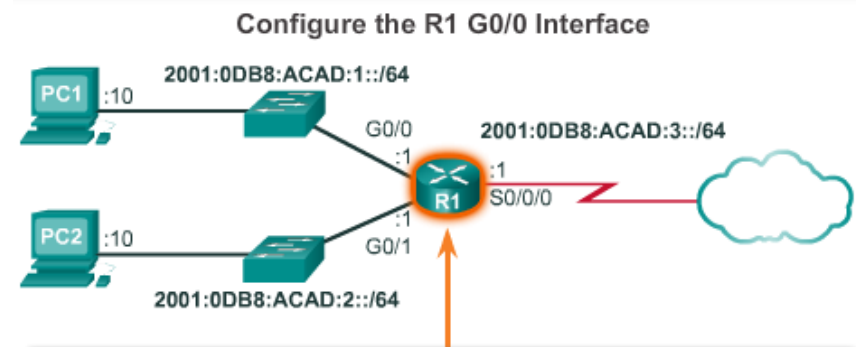 Configure the R1 G0/0 Interface
2001:0DB8:ACAD:1::/64
PC1
:10
G0/0
:1
2001:0DB8:ACAD:3::/64
:1
R1
S0/0/0
:1
G0/1
PC2
:10
2001:0DB8:ACAD:2::/64